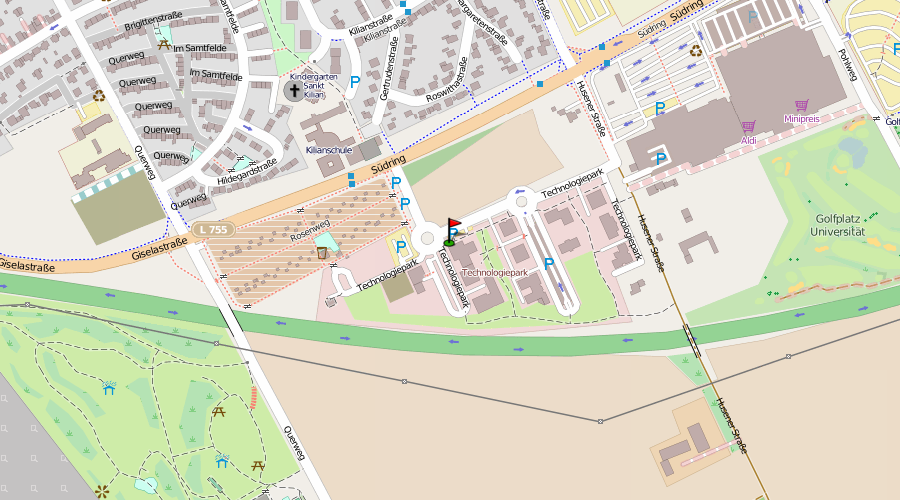 Brigittenstraße
Im Samtfelde
Samtfelde
Querweg
Im Samtfelde
Querweg
Querweg
Querweg
Querweg
Querweg
Querweg
Hildegardstraße
Kilianstraße
Kilianstraße
Gertrudenstraße
Margaretenstraße
Roswithastraße
Kindergarten
Sankt
Kilian
Kilianschule
Südring
Südring
Südring
Husener Straße
Pohlweg
P
P
P
P
P
P
P
P
P
Minipreis
Aldi
Golfplatz
Universität
Technologiepark
Technologiepark
Technologiepark
Technologiepark
Technologiepark
Husener Straße
Husener Straße
Rosenweg
L 755
Giselastraße
Giselastraße
Querweg